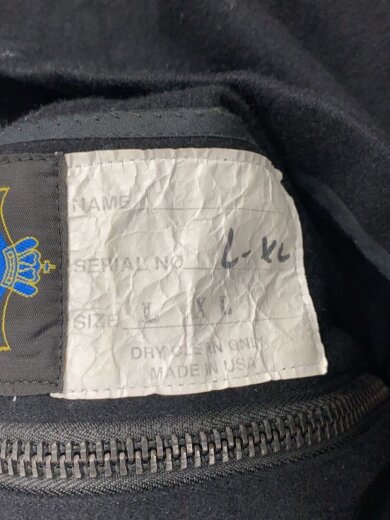 NAME
SERIAL NO. L-XL
SIZE L XL
DRY CLEAN ONLY
MADE IN USA